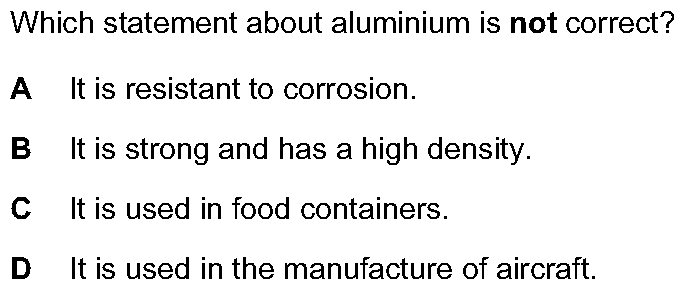 Which statement about aluminium is not correct?
A It is resistant to corrosion.
B It is strong and has a high density.
C It is used in food containers.
D It is used in the manufacture of aircraft.